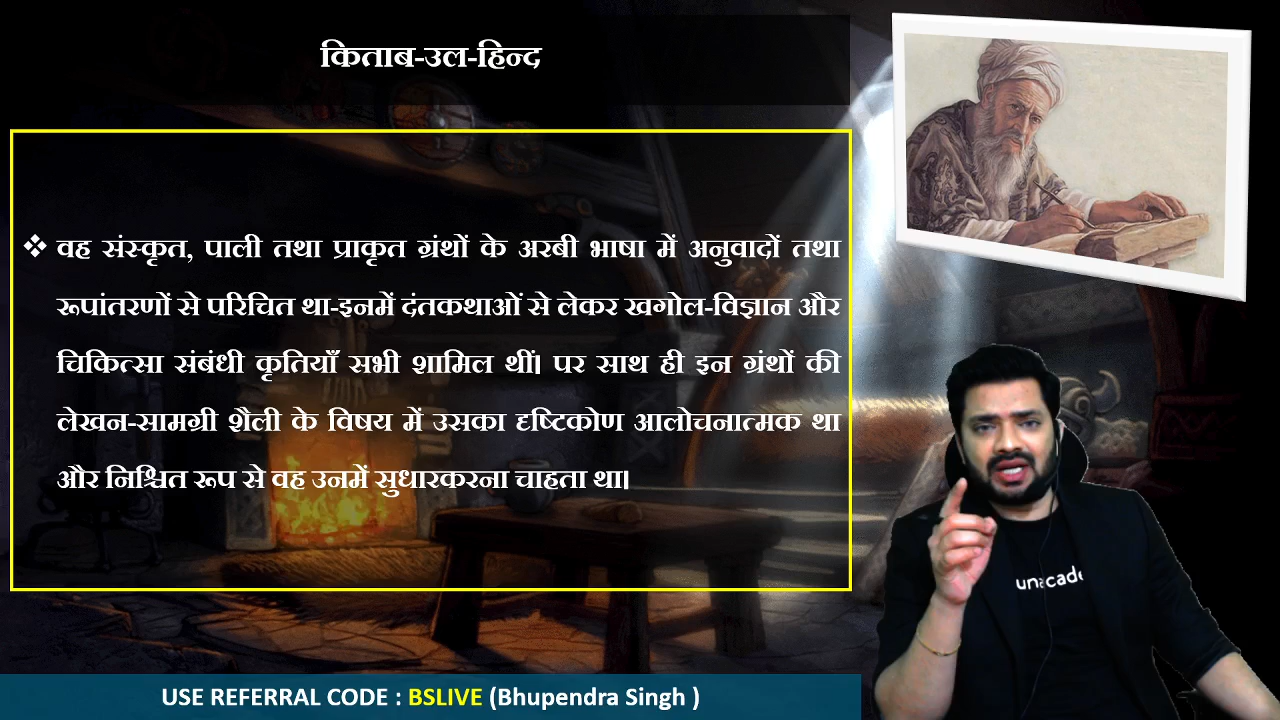 किताब-उल-हिन्द
❖ वह संस्कृत, पाली तथा प्राकृत ग्रंथों के अरबी भाषा में अनुवादों तथा
रूपांतरणों से परिचित था-इनमें दंतकथाओं से लेकर खगोल-विज्ञान और
चिकित्सा संबंधी कृतियाँ सभी शामिल थीं। पर साथ ही इन ग्रंथों की
लेखन-सामग्री शैली के विषय में उसका दृष्टिकोण आलोचनात्मक था
और निश्चित रूप से वह उनमें सुधारकरना चाहता था।
unacade
USE REFERRAL CODE : BSLIVE (Bhupendra Singh )